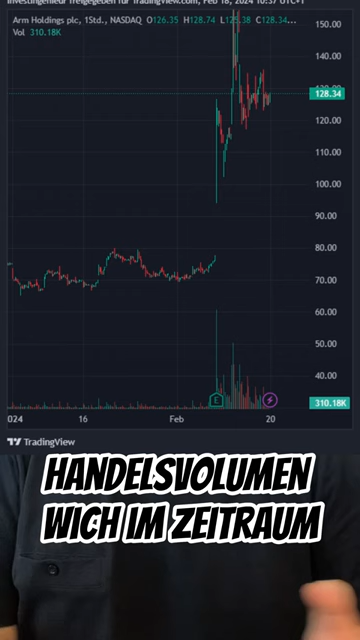 investingenieur freigegeben für TradingView.com, Feb 18, 2024 10:37 UTC+1
Arm Holdings plc, 1Std., NASDAQ O126.35 H128.74 L125.38 C128.34...
Vol 310.18K
150.00
140.00
128.34
120.00
110.00
100.00
90.00
80.00
70.00
60.00
50.00
40.00
310.18K
E
2024 16 Feb 20
TradingView
HANDELSVOLUMEN
WICH IM ZEITRAUM